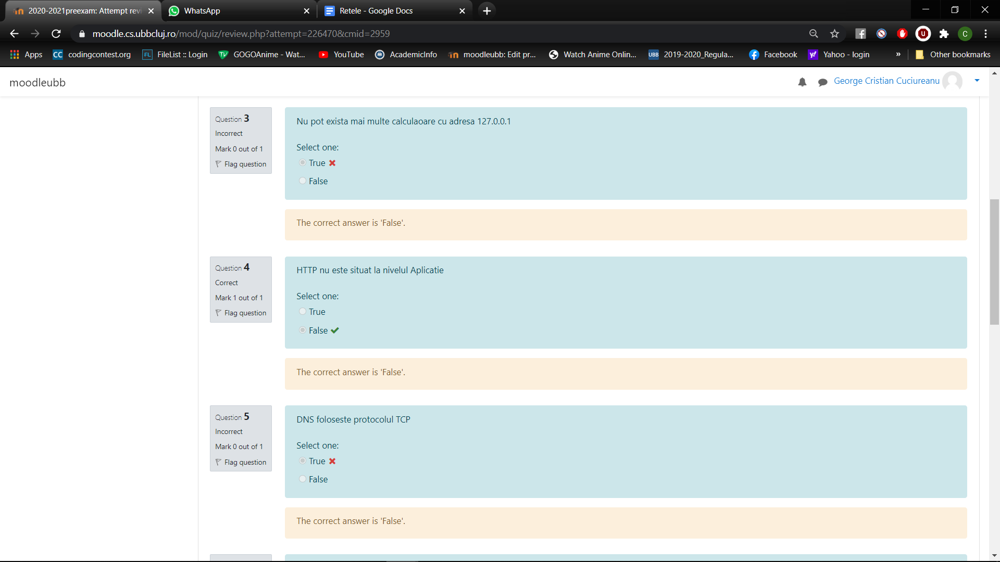 2020-2021preexam: Attempt revi
WhatsApp
Retele - Google Docs
moodle.cs.ubbcluj.ro/mod/quiz/review.php?attempt=226470&cmid=2959
Apps
CC codingcontest.org
FL FileList :: Login
GOGOAnime - Wat...
YouTube
AcademicInfo
moodleubb: Edit pr...
Watch Anime Onlin...
UBB 2019-2020_Regula...
Facebook
Yahoo - login
»
Other bookmarks
moodleubb
George Cristian Cuciureanu
Question 3
Incorrect
Mark 0 out of 1
Flag question
Nu pot exista mai multe calculaoare cu adresa 127.0.0.1
Select one:
True
False
The correct answer is 'False'.
Question 4
Correct
Mark 1 out of 1
Flag question
HTTP nu este situat la nivelul Aplicatie
Select one:
True
False
The correct answer is 'False'.
Question 5
Incorrect
Mark 0 out of 1
Flag question
DNS foloseste protocolul TCP
Select one:
True
False
The correct answer is 'False'.